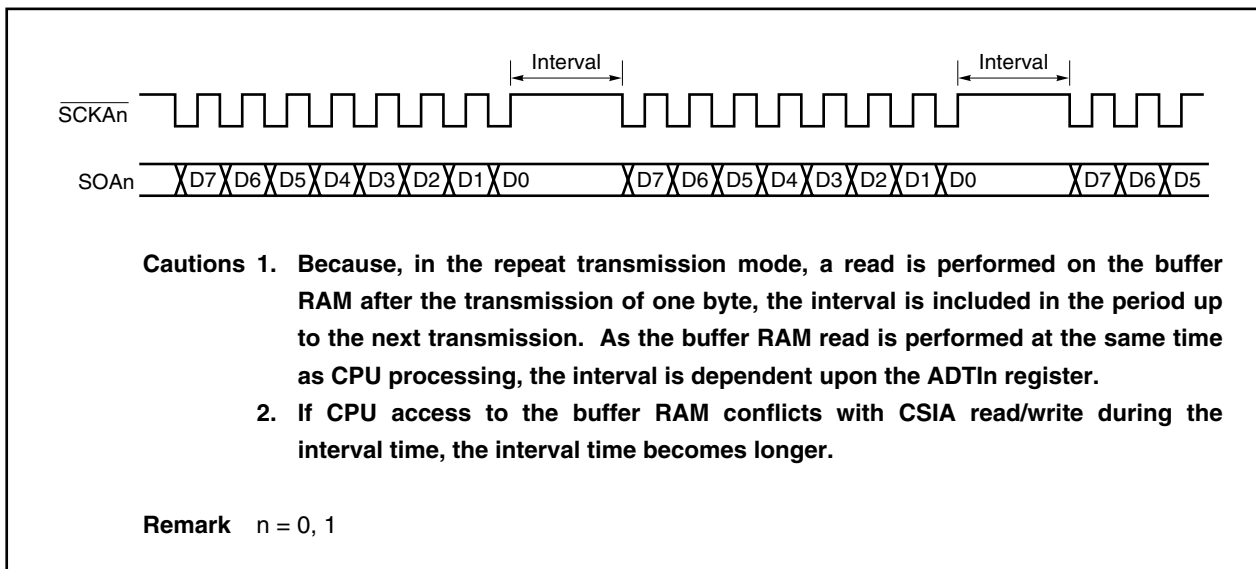 Interval Interval
SCKAn
SOAn D7 D6 D5 D4 D3 D2 D1 D0 D7 D6 D5 D4 D3 D2 D1 D0 D7 D6 D5
Cautions 1. Because, in the repeat transmission mode, a read is performed on the buffer
RAM after the transmission of one byte, the interval is included in the period up
to the next transmission. As the buffer RAM read is performed at the same time
as CPU processing, the interval is dependent upon the ADTIn register.
2. If CPU access to the buffer RAM conflicts with CSIA read/write during the
interval time, the interval time becomes longer.
Remark n = 0, 1